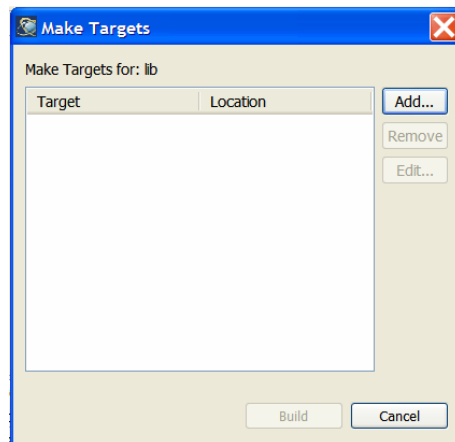 Make Targets
Make Targets for: lib
Target Location
Add...
Remove
Edit...
Build Cancel